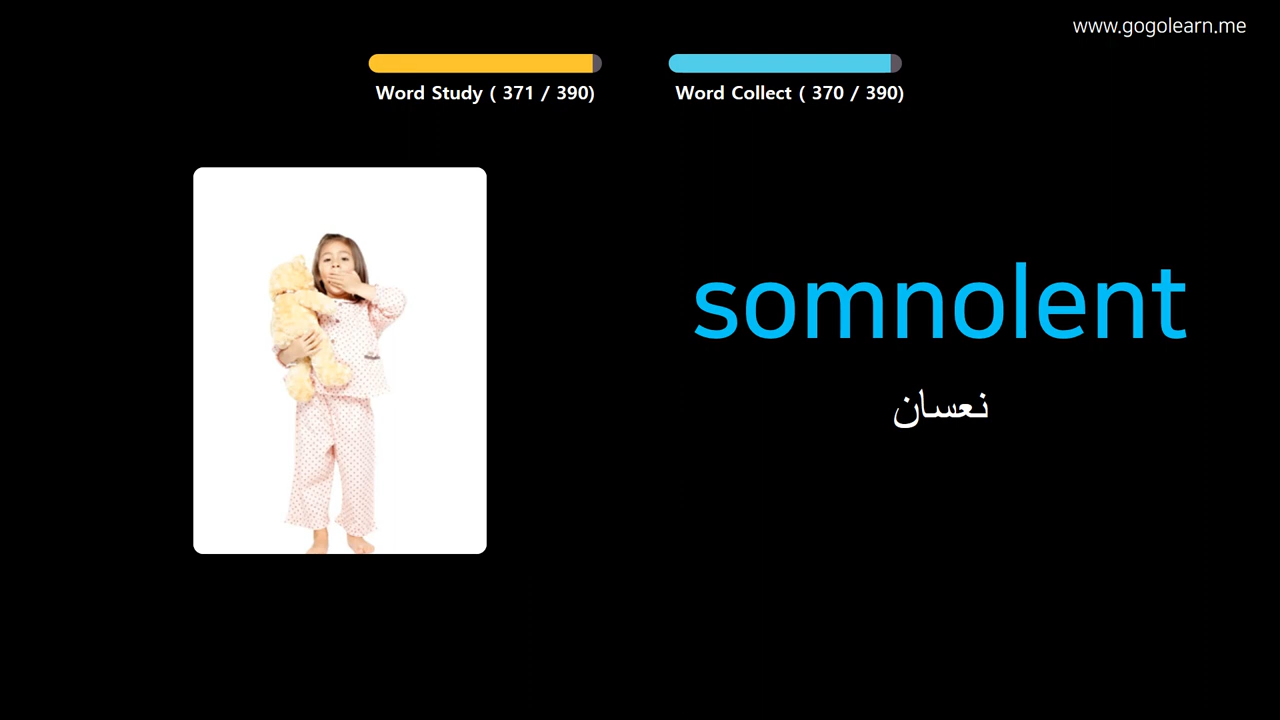 www.gogolearn.me
Word Study ( 371 / 390)
Word Collect ( 370 / 390)
somnolent
نعسان